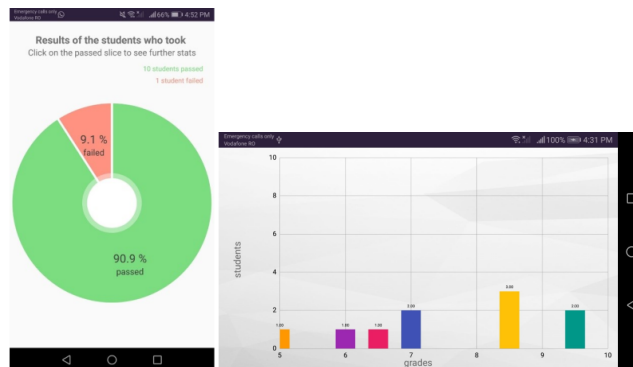 Emergency calls only
Vodafone RO
66% 4:52 PM
Results of the students who took
Click on the passed slice to see further stats
10 students passed
1 student failed
9.1 %
failed
90.9 %
passed
Emergency calls only
Vodafone RO
100% 4:31 PM
10
8
6
4
2
0
students
1.00
1.00
1.00
2.00
3.00
2.00
5 6 7 8 9 10
grades